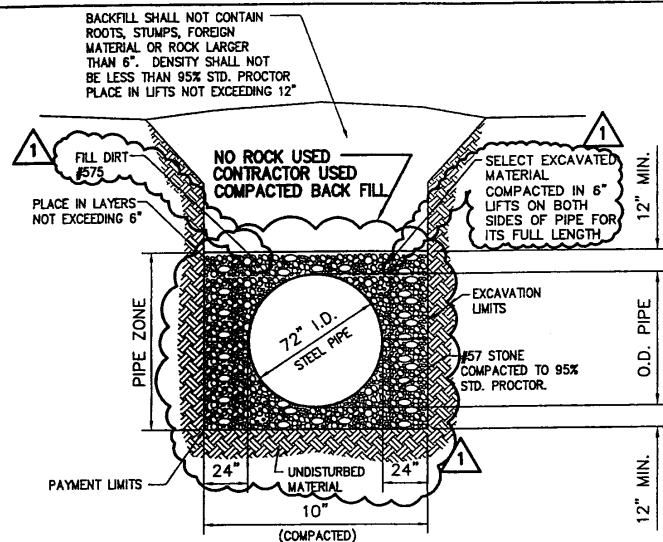 BACKFILL SHALL NOT CONTAIN
ROOTS, STUMPS, FOREIGN
MATERIAL OR ROCK LARGER
THAN 6". DENSITY SHALL NOT
BE LESS THAN 95% STD. PROCTOR
PLACE IN LIFTS NOT EXCEEDING 12"
1
FILL DIRT
#575
PLACE IN LAYERS
NOT EXCEEDING 6"
NO ROCK USED
CONTRACTOR USED
COMPACTED BACK FILL
1
SELECT EXCAVATED
MATERIAL
COMPACTED IN 6"
LIFTS ON BOTH
SIDES OF PIPE FOR
ITS FULL LENGTH
12" MIN.
PIPE ZONE
72" I.D.
STEEL PIPE
EXCAVATION
LIMITS
#57 STONE
COMPACTED TO 95%
STD. PROCTOR.
O.D. PIPE
PAYMENT LIMITS
24"
UNDISTURBED
MATERIAL
24"
1
12" MIN.
10"
(COMPACTED)